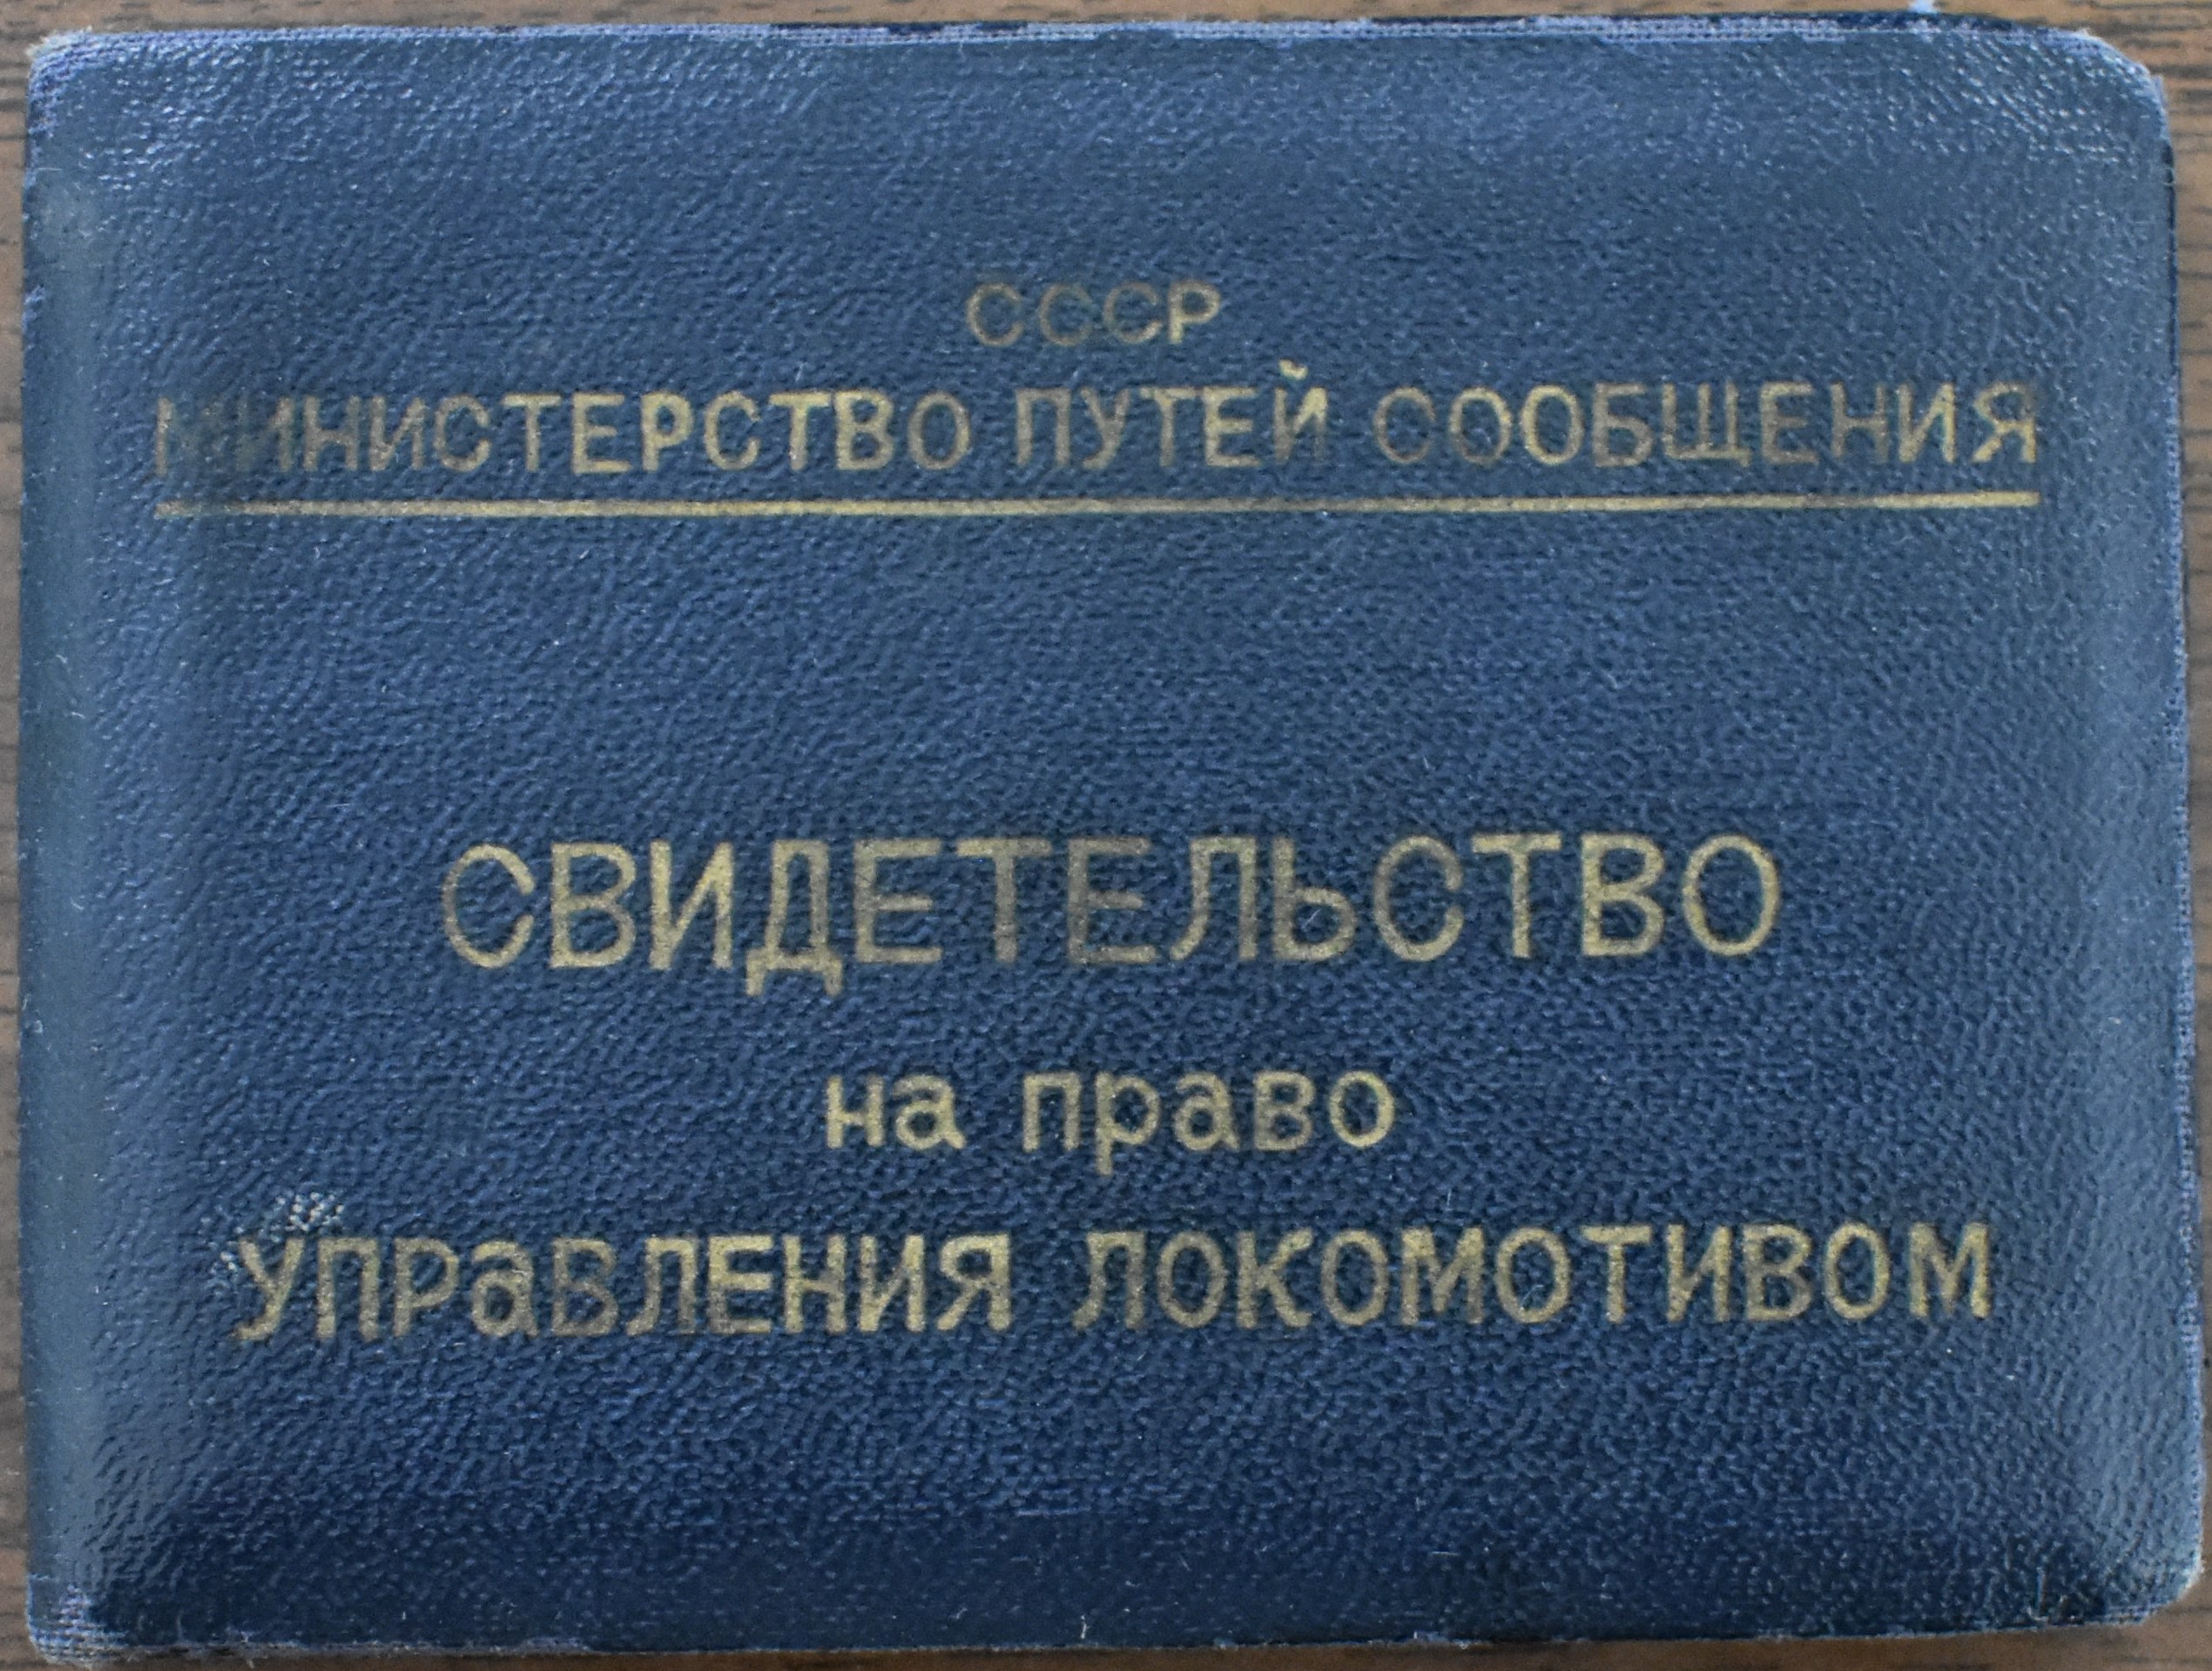 СССР
МИНИСТЕРСТВО ПУТЕЙ СООБЩЕНИЯ
СВИДЕТЕЛЬСТВО
на право
УПРаВЛЕНИЯ ЛОКОМОТИВОМ